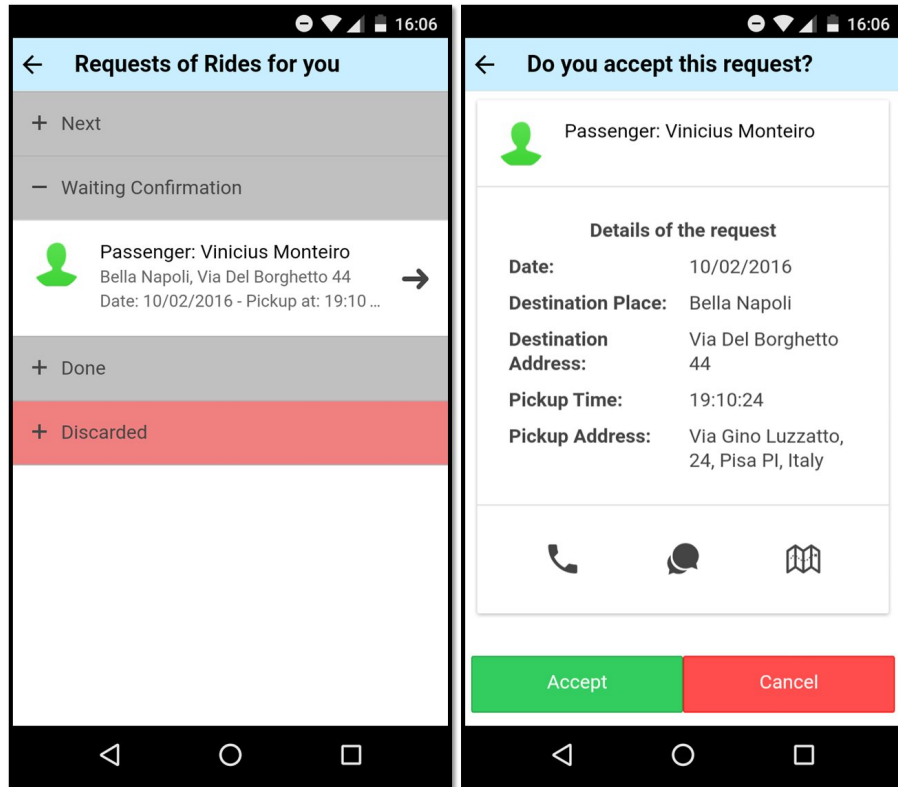 16:06
Requests of Rides for you
+ Next
− Waiting Confirmation
Passenger: Vinicius Monteiro
Bella Napoli, Via Del Borghetto 44
Date: 10/02/2016 - Pickup at: 19:10 ...
+ Done
+ Discarded
16:06
Do you accept this request?
Passenger: Vinicius Monteiro
Details of the request
Date: 10/02/2016
Destination Place: Bella Napoli
Destination Address: Via Del Borghetto 44
Pickup Time: 19:10:24
Pickup Address: Via Gino Luzzatto, 24, Pisa PI, Italy
Accept Cancel